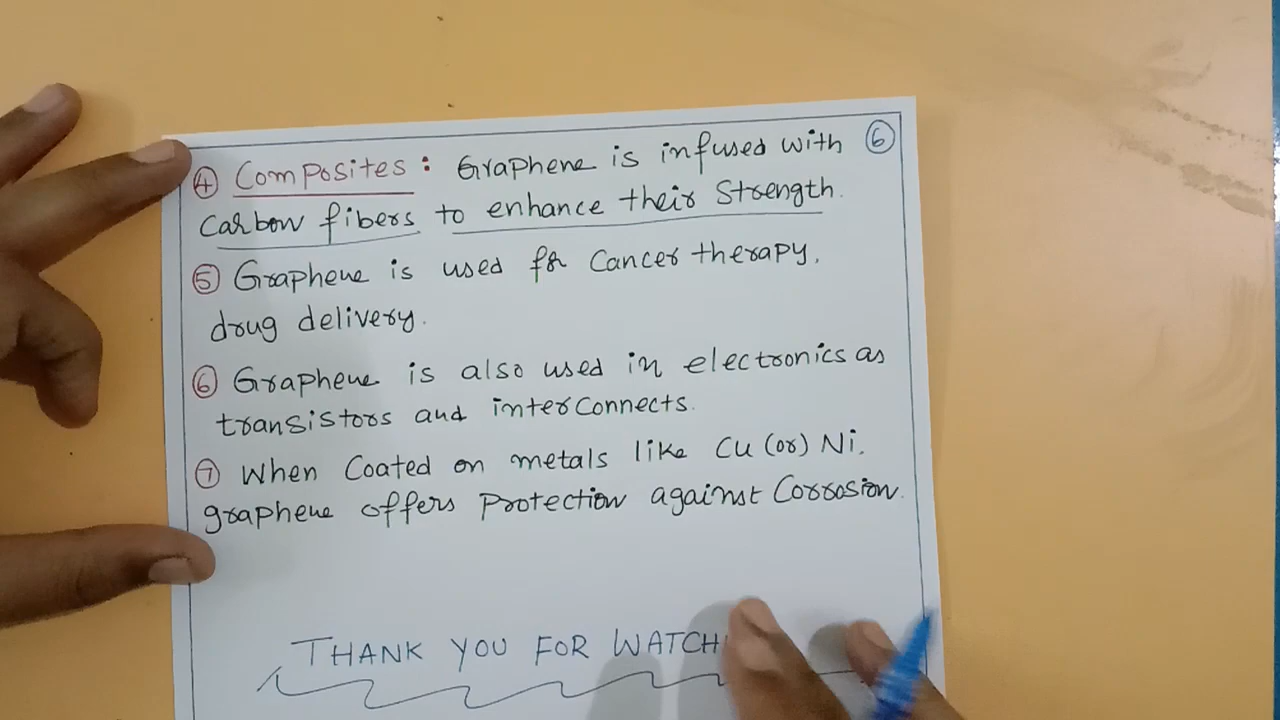 ④ Composites : Graphene is infused with ⑥
Carbon fibers to enhance their Strength.
⑤ Graphene is used for Cancer therapy,
drug delivery.
⑥ Graphene is also used in electronics as
transistors and interconnects.
⑦ When Coated on metals like Cu (or) Ni,
graphene offers Protection against Corrosion.
THANK YOU FOR